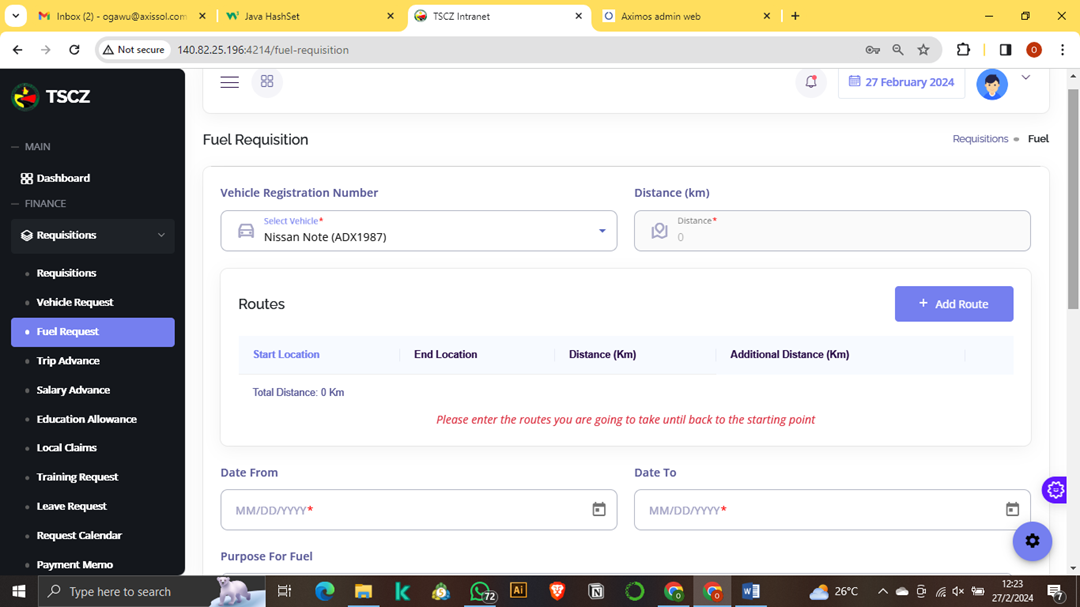 Inbox (2) - ogawu@axissol.com
Java HashSet
TSCZ Intranet
Aximos admin web
Not secure
140.82.25.196:4214/fuel-requisition
O
TSCZ
27 February 2024
MAIN
Dashboard
FINANCE
Requisitions
Requisitions
Vehicle Request
Fuel Request
Trip Advance
Salary Advance
Education Allowance
Local Claims
Training Request
Leave Request
Request Calendar
Payment Memo
Fuel Requisition
Requisitions
Fuel
Vehicle Registration Number
Distance (km)
Select Vehicle*
Nissan Note (ADX1987)
Distance*
0
Routes
+ Add Route
Start Location
End Location
Distance (Km)
Additional Distance (Km)
Total Distance: 0 Km
Please enter the routes you are going to take until back to the starting point
Date From
Date To
MM/DD/YYYY*
MM/DD/YYYY*
Purpose For Fuel
Type here to search
72
Ai
26°C
12:23
27/2/2024
7